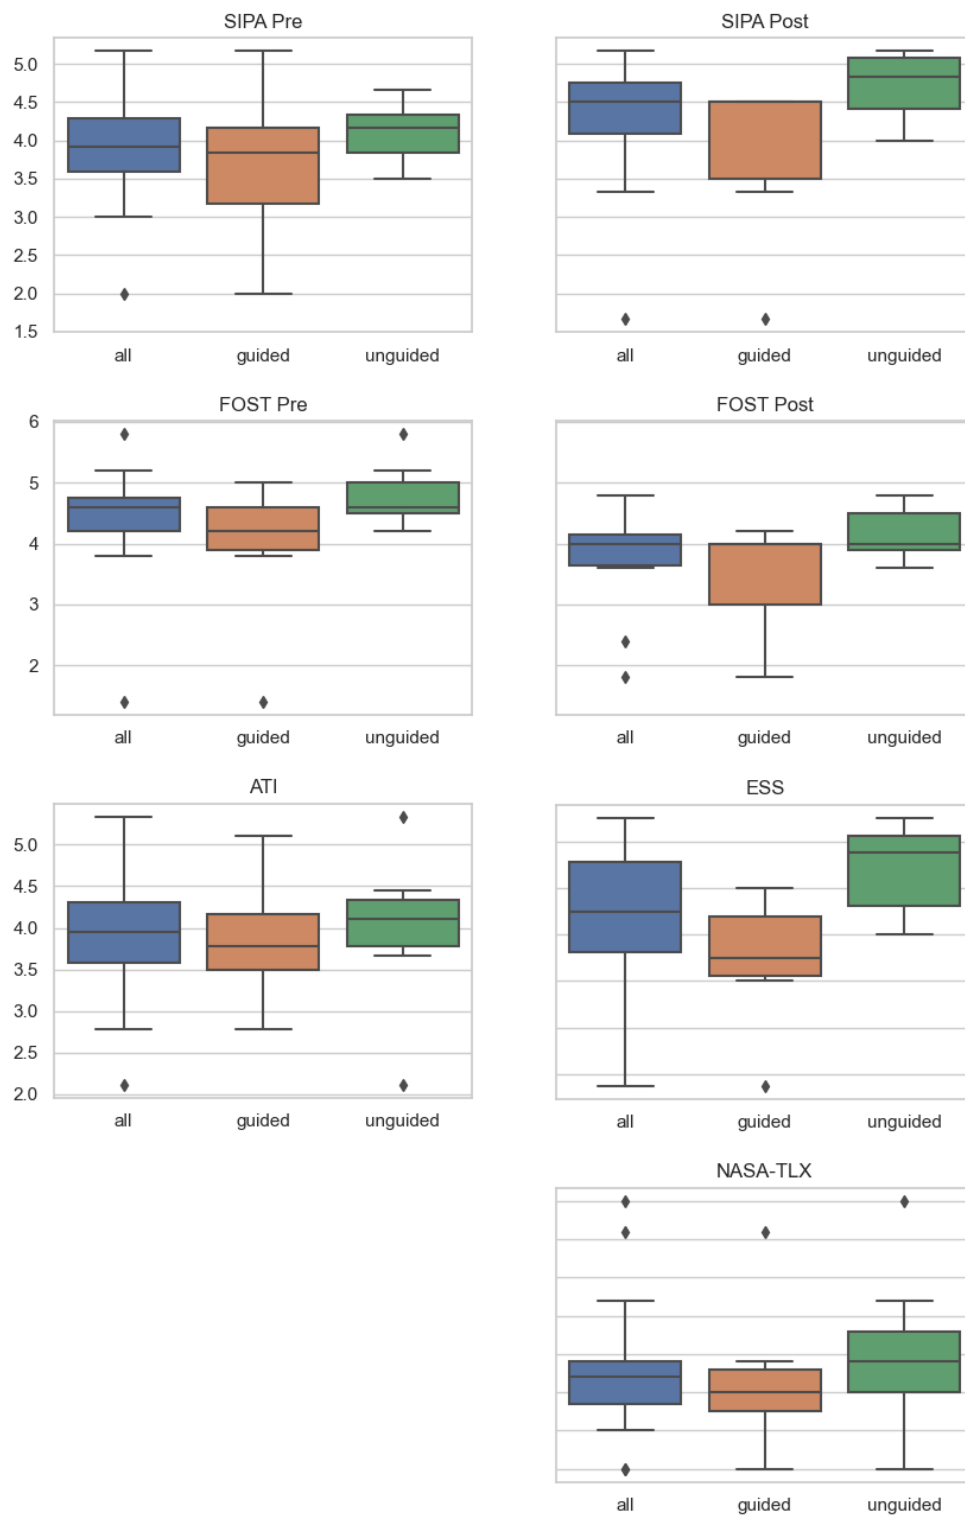 SIPA Pre
SIPA Post
5.0
4.5
4.0
3.5
3.0
2.5
2.0
1.5
all guided unguided
all guided unguided
FOST Pre
FOST Post
6
5
4
3
2
all guided unguided
all guided unguided
ATI
ESS
5.0
4.5
4.0
3.5
3.0
2.5
2.0
all guided unguided
all guided unguided
NASA-TLX
all guided unguided